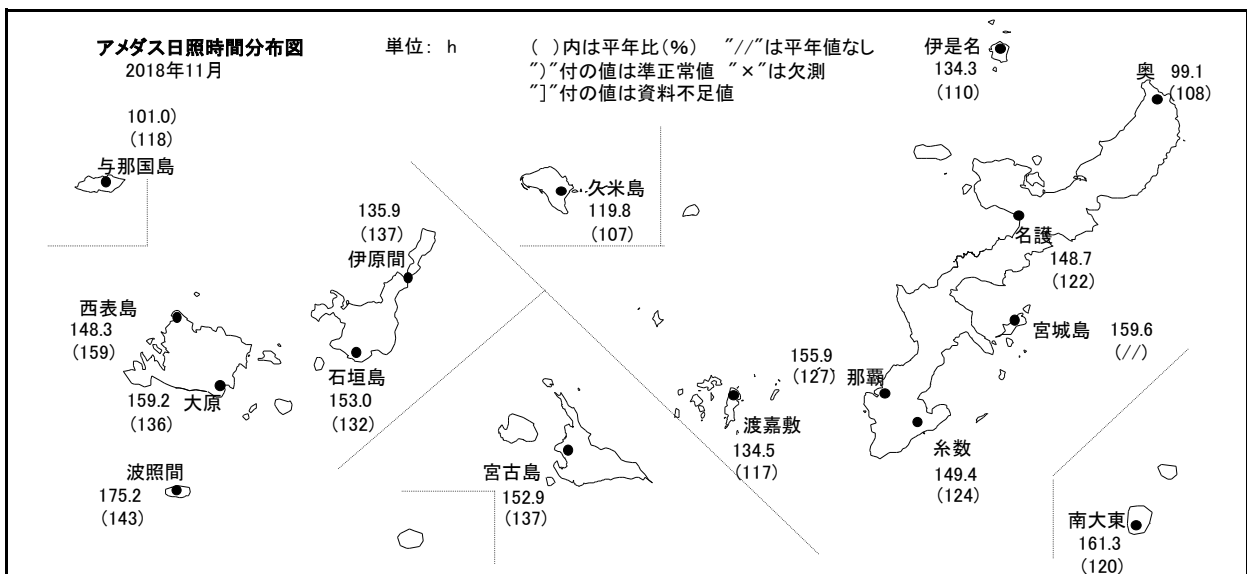 アメダス日照時間分布図 単位： h ( )内は平年比(%) "//"は平年値なし
2018年11月 ")"付の値は準正常値 "×"は欠測
"]"付の値は資料不足値
伊是名
134.3
(110)
奥 99.1
(108)
101.0)
(118)
与那国島
久米島
119.8
(107)
135.9
(137)
伊原間
名護
148.7
(122)
西表島
148.3
(159)
宮城島 159.6
(//)
石垣島
153.0
(132)
159.2 大原
(136)
155.9
(127) 那覇
渡嘉敷
134.5
(117)
糸数
149.4
(124)
波照間
175.2
(143)
宮古島
152.9
(137)
南大東
161.3
(120)